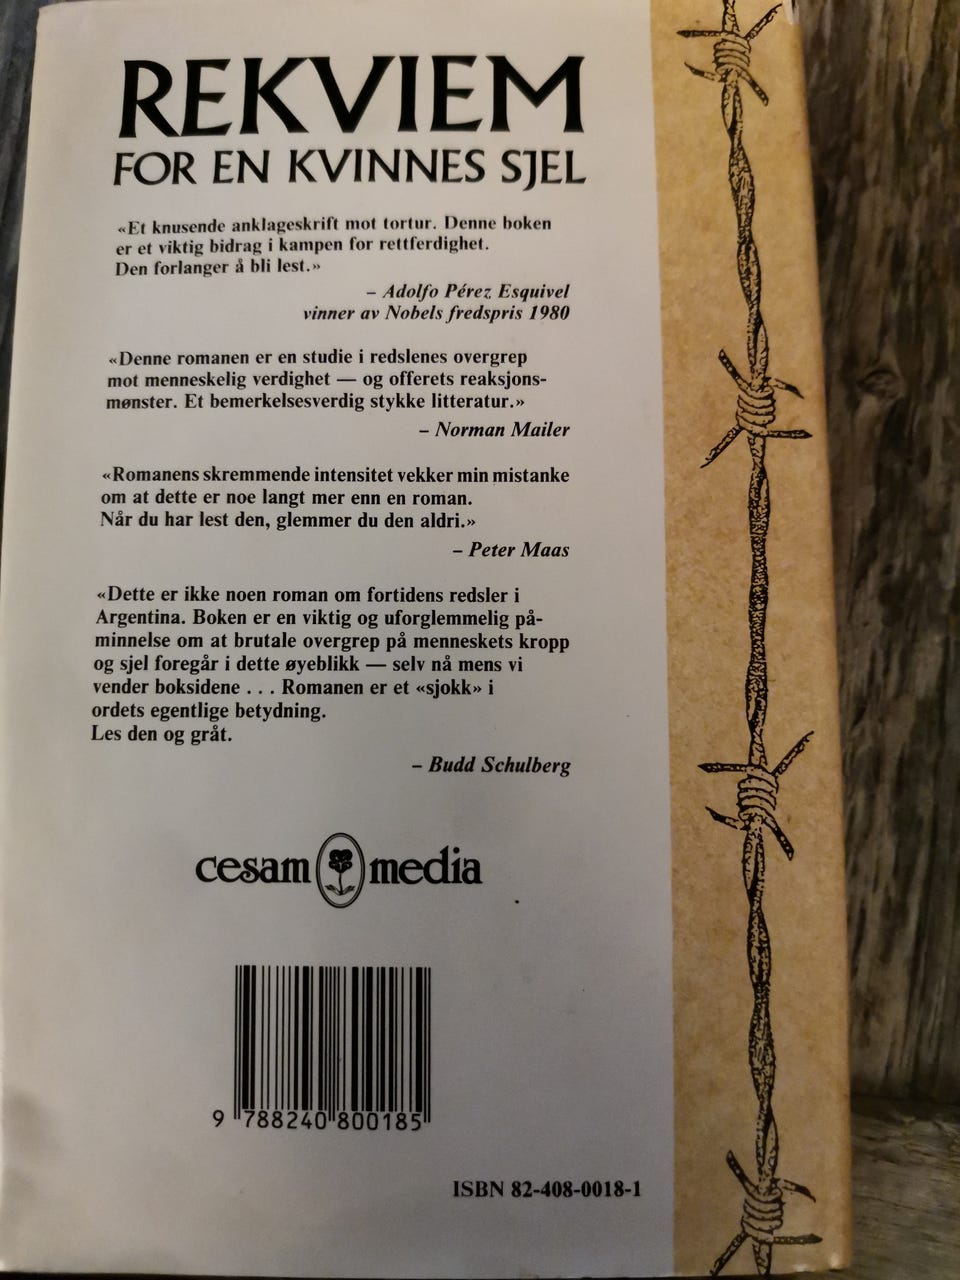 REKVIEM
FOR EN KVINNES SJEL
«Et knusende anklageskrift mot tortur. Denne boken
er et viktig bidrag i kampen for rettferdighet.
Den forlanger å bli lest.»
– Adolfo Pérez Esquivel
vinner av Nobels fredspris 1980
«Denne romanen er en studie i redslenes overgrep
mot menneskelig verdighet — og offerets reaksjons-
mønster. Et bemerkelsesverdig stykke litteratur.»
– Norman Mailer
«Romanens skremmende intensitet vekker min mistanke
om at dette er noe langt mer enn en roman.
Når du har lest den, glemmer du den aldri.»
– Peter Maas
«Dette er ikke noen roman om fortidens redsler i
Argentina. Boken er en viktig og uforglemmelig på-
minnelse om at brutale overgrep på menneskets kropp
og sjel foregår i dette øyeblikk — selv nå mens vi
vender boksidene . . . Romanen er et «sjokk» i
ordets egentlige betydning.
Les den og gråt.
– Budd Schulberg
cesam media
9 788240 800185
ISBN 82-408-0018-1